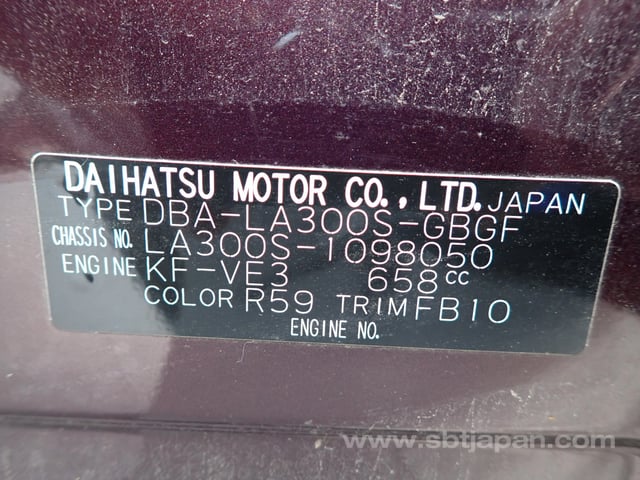 DAIHATSU MOTOR CO., LTD. JAPAN
TYPE DBA-LA300S-GBGF
CHASSIS NO. LA300S-1098050
ENGINE KF-VE3 658cc
COLOR R59 TRIM FB10
ENGINE NO.
www.sbtjapan.com